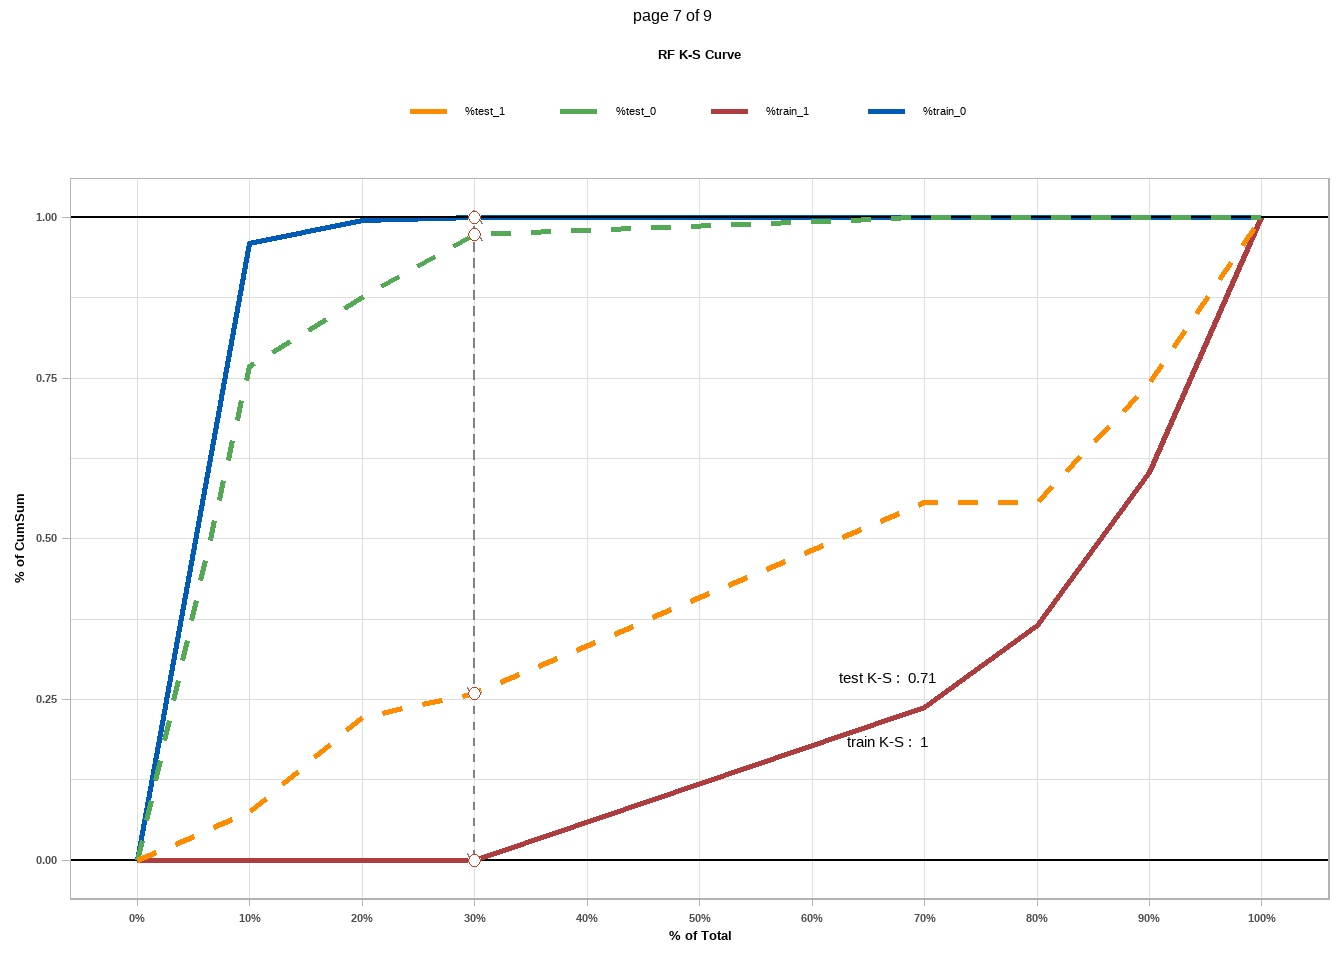 page 7 of 9
RF K-S Curve
%test_1 %test_0 %train_1 %train_0
1.00
0.75
0.50
0.25
0.00
% of CumSum
test K-S : 0.71
train K-S : 1
0% 10% 20% 30% 40% 50% 60% 70% 80% 90% 100%
% of Total